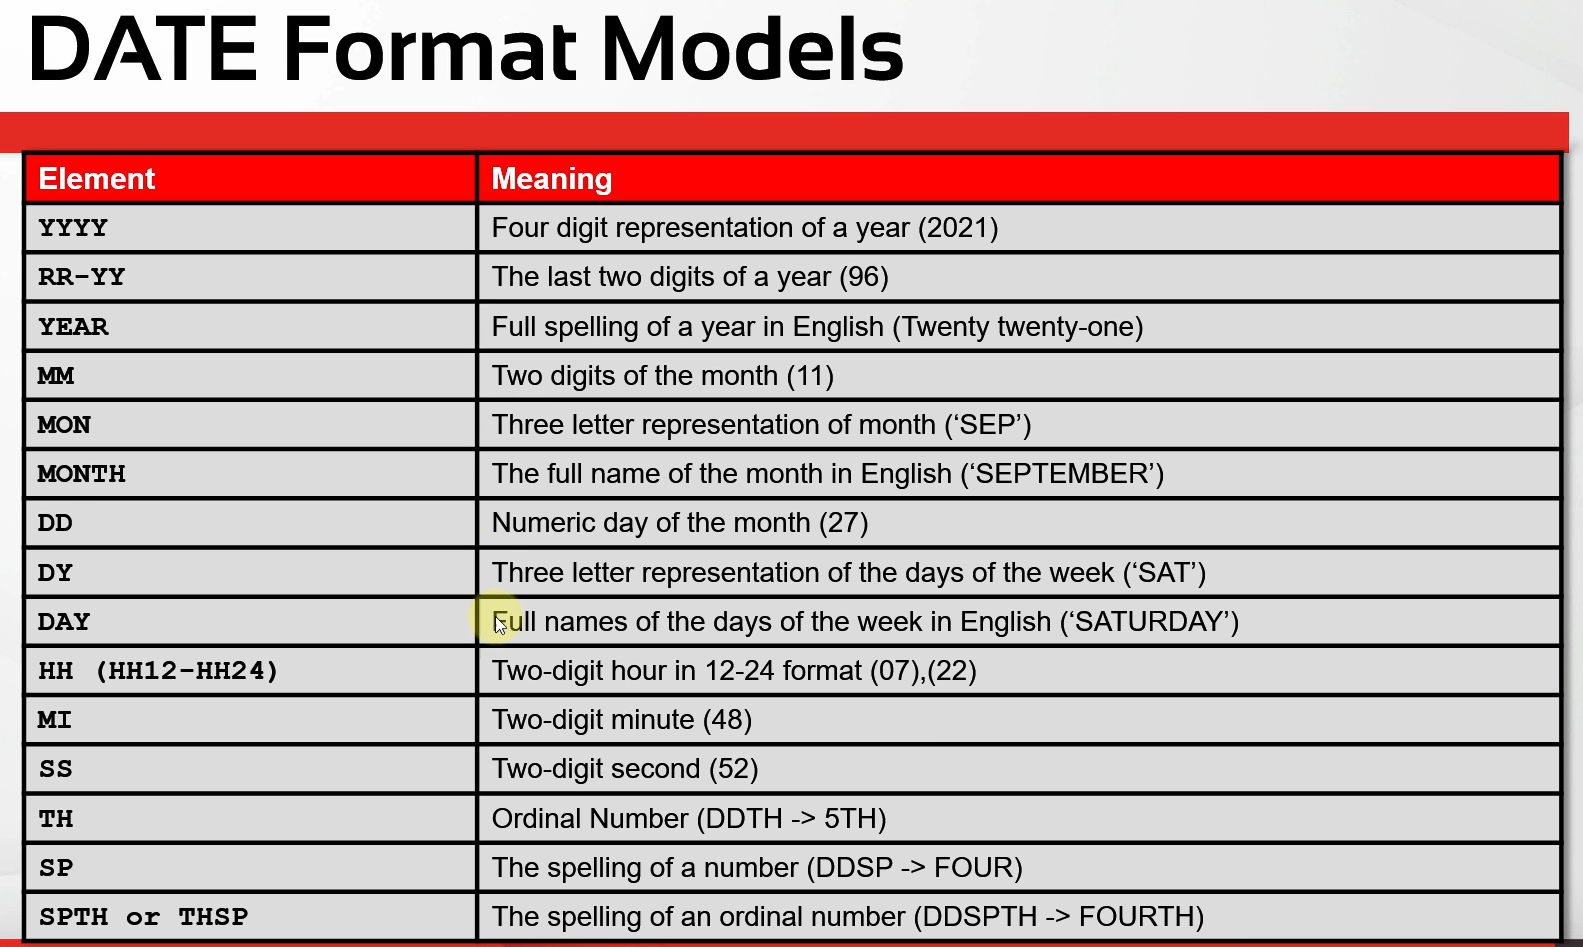 DATE Format Models
Element Meaning
YYYY Four digit representation of a year (2021)
RR-YY The last two digits of a year (96)
YEAR Full spelling of a year in English (Twenty twenty-one)
MM Two digits of the month (11)
MON Three letter representation of month (‘SEP’)
MONTH The full name of the month in English (‘SEPTEMBER’)
DD Numeric day of the month (27)
DY Three letter representation of the days of the week (‘SAT’)
DAY Full names of the days of the week in English (‘SATURDAY’)
HH (HH12-HH24) Two-digit hour in 12-24 format (07),(22)
MI Two-digit minute (48)
SS Two-digit second (52)
TH Ordinal Number (DDTH -> 5TH)
SP The spelling of a number (DDSP -> FOUR)
SPTH or THSP The spelling of an ordinal number (DDSPTH -> FOURTH)